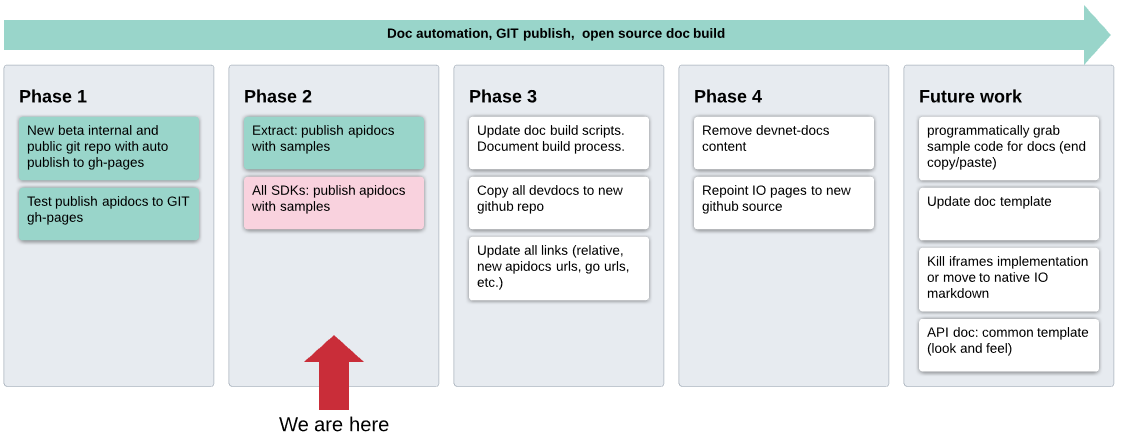 Doc automation, GIT publish,  open source doc build
Phase 1
New beta internal and
public git repo with auto
publish to gh-pages
Test publish apidocs to GIT
gh-pages
Phase 2
Extract: publish apidocs
with samples
All SDKs: publish apidocs
with samples
Phase 3
Update doc build scripts.
Document build process.
Copy all devdocs to new
github repo
Update all links (relative,
new apidocs urls, go urls,
etc.)
Phase 4
Remove devnet-docs
content
Repoint IO pages to new
github source
Future work
programmatically grab
sample code for docs (end
copy/paste)
Update doc template
Kill iframes implementation
or move to native IO
markdown
API doc: common template
(look and feel)
We are here